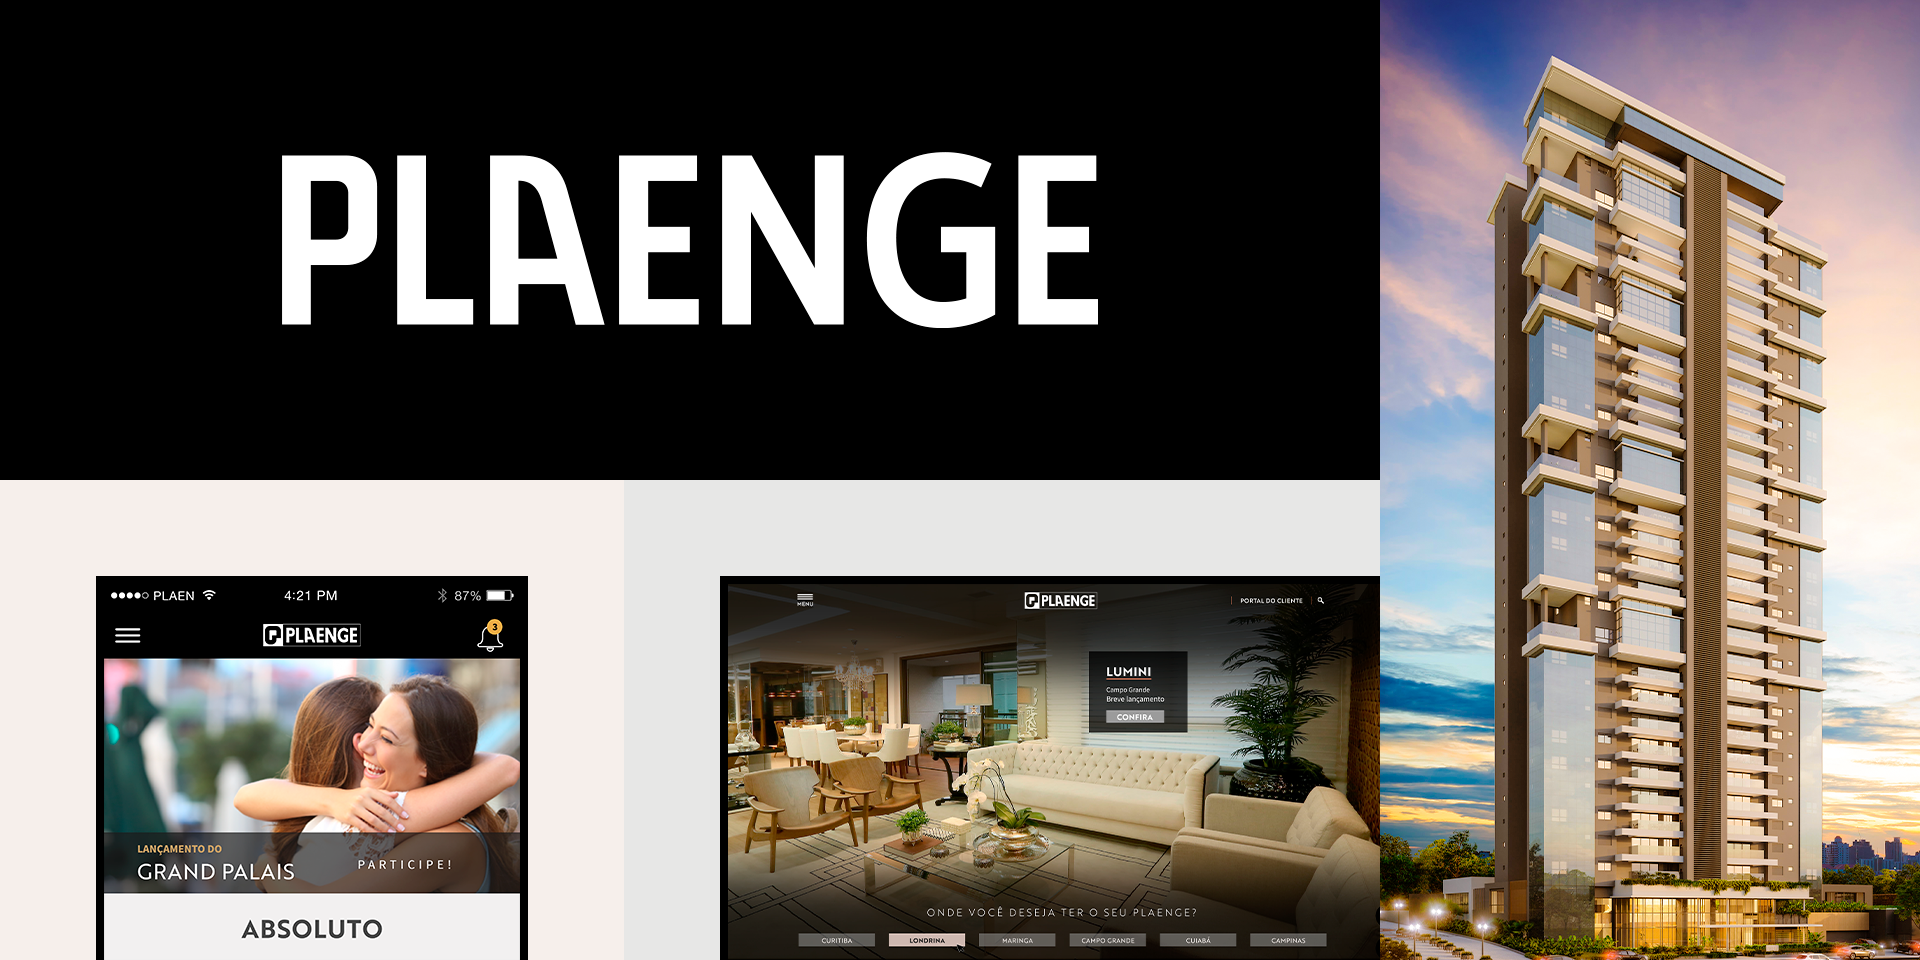 PLAENGE
PLAEN
4:21 PM
87%
PLAENGE
3
LANÇAMENTO DO
GRAND PALAIS
PARTICIPE!
ABSOLUTO
MENU
PLAENGE
PORTAL DO CLIENTE
LUMINI
Campo Grande
Breve lançamento
CONFIRA
ONDE VOCÊ DESEJA TER O SEU PLAENGE?
CURITIBA
LONDRINA
MARINGA
CAMPO GRANDE
CUIABÁ
CAMPINAS